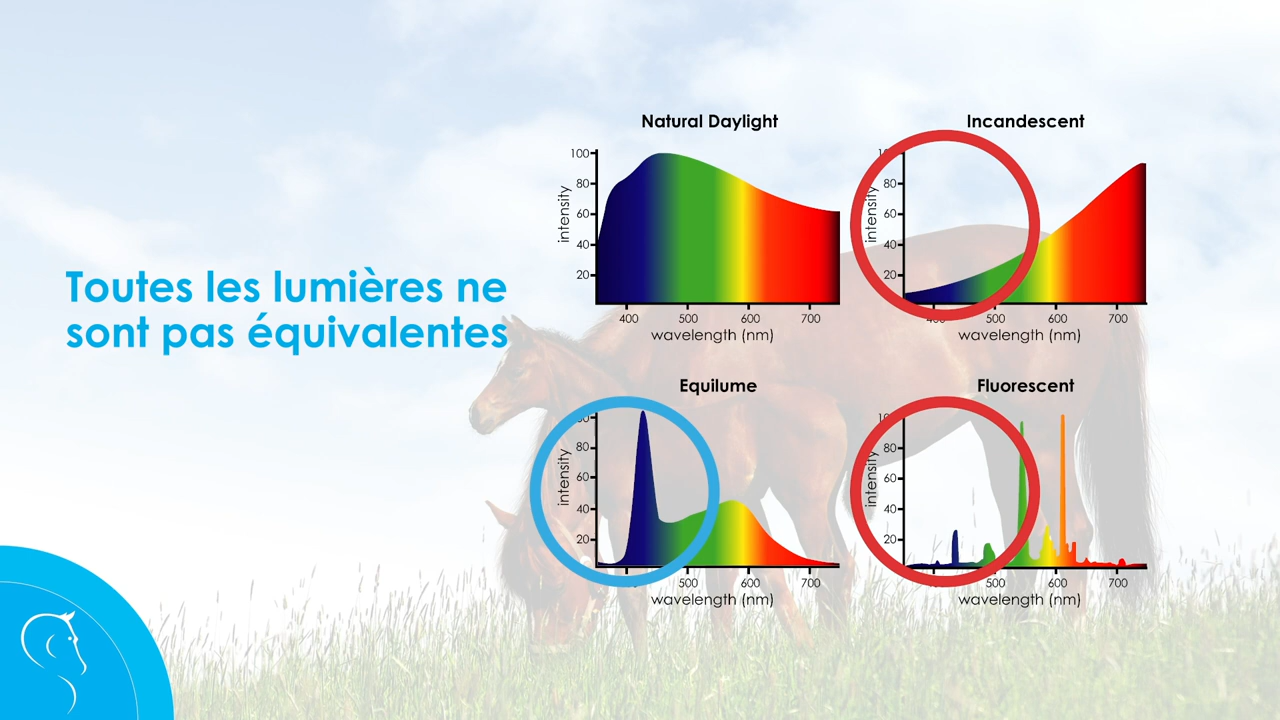 Toutes les lumières ne
sont pas équivalentes
Natural Daylight
100
80
60
40
20
intensity
400 500 600 700
wavelength (nm)
Incandescent
80
60
40
20
intensity
400 500 600 700
wavelength (nm)
Equilume
80
60
40
20
intensity
500 600 700
wavelength (nm)
Fluorescent
80
60
40
20
intensity
500 600 700
wavelength (nm)